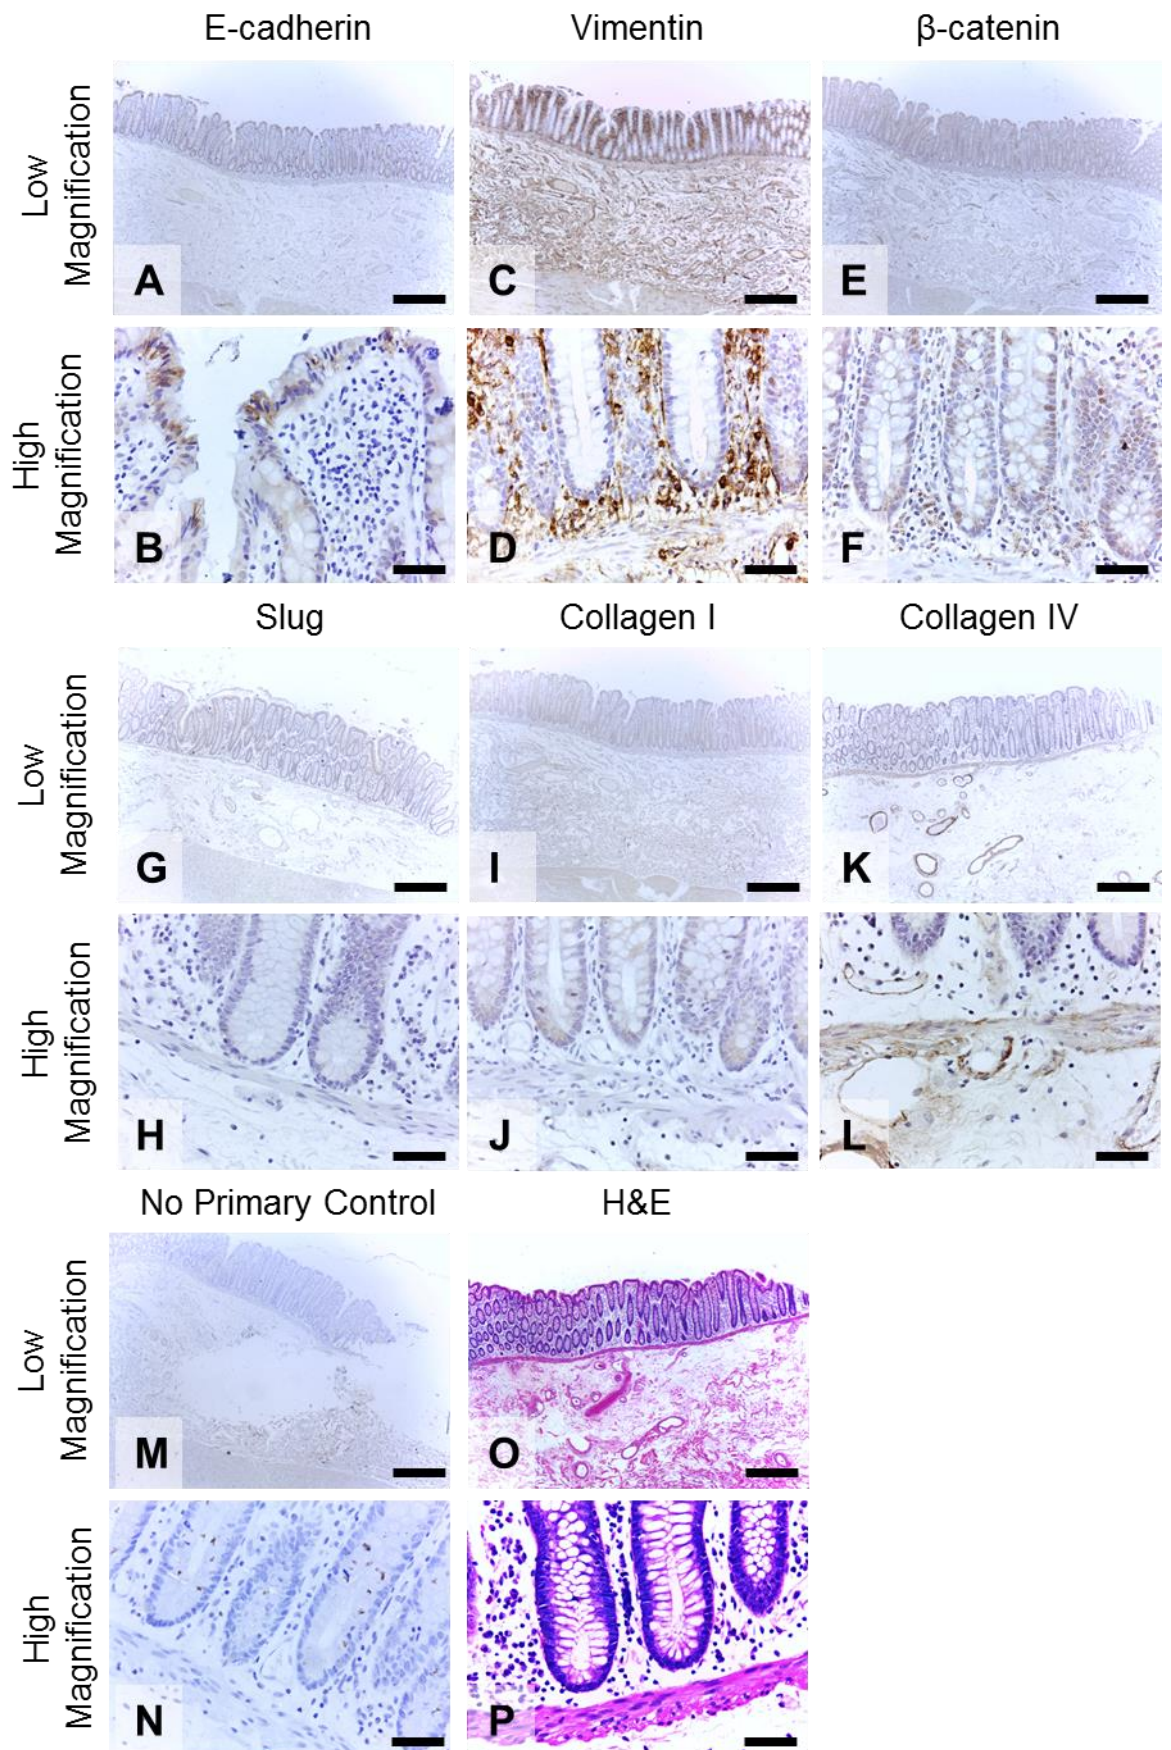 E-cadherin Vimentin β-catenin
Low
Magnification
A C E
High
Magnification
B D F
Slug Collagen I Collagen IV
Low
Magnification
G I K
High
Magnification
H J L
No Primary Control H&E
Low
Magnification
M O
High
Magnification
N P